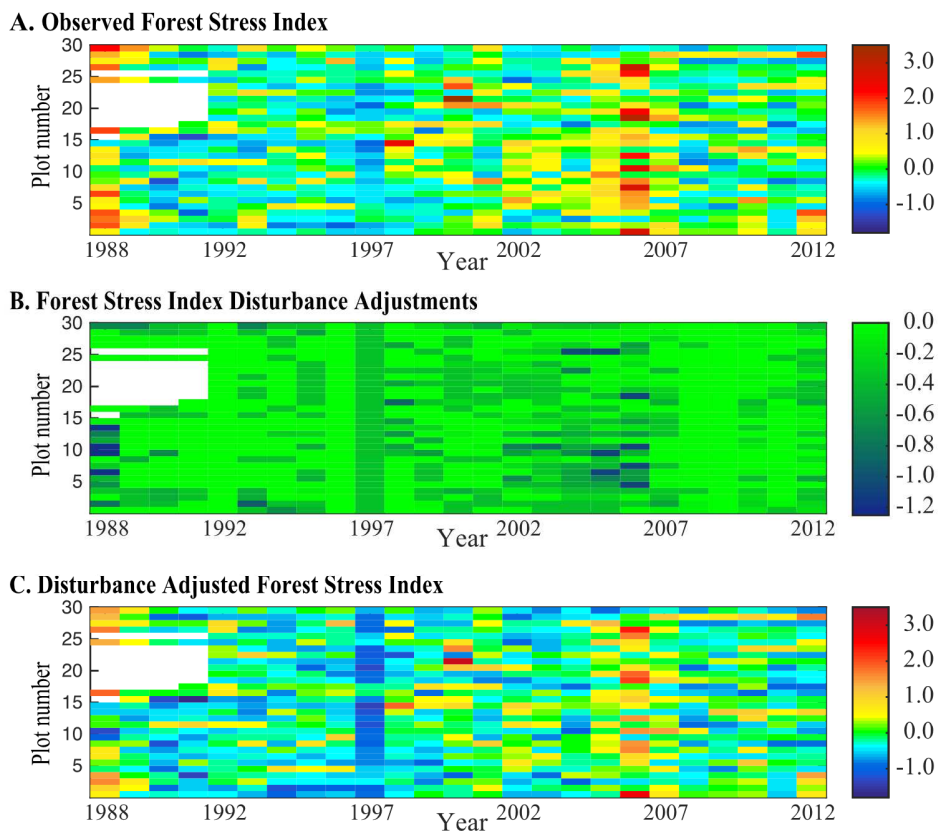 A. Observed Forest Stress Index
30
25
20
15
10
5
Plot number
1988 1992 1997 2002 2007 2012
Year
3.0
2.0
1.0
0.0
-1.0
B. Forest Stress Index Disturbance Adjustments
30
25
20
15
10
5
Plot number
1988 1992 1997 2002 2007 2012
Year
0.0
-0.2
-0.4
-0.6
-0.8
-1.0
-1.2
C. Disturbance Adjusted Forest Stress Index
30
25
20
15
10
5
Plot number
1988 1992 1997 2002 2007 2012
Year
3.0
2.0
1.0
0.0
-1.0